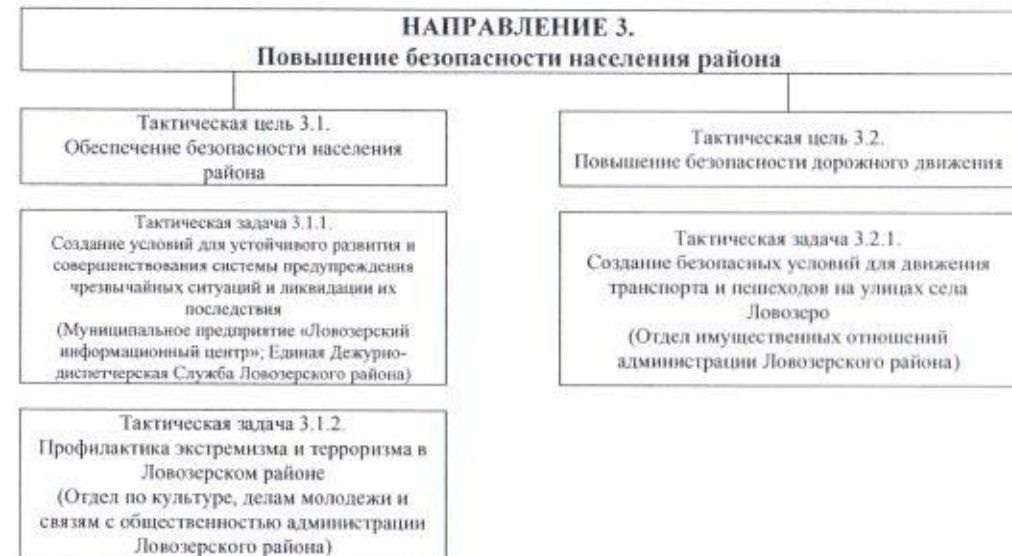 НАПРАВЛЕНИЕ 3.
Повышение безопасности населения района
Тактическая цель 3.1.
Обеспечение безопасности населения
района
Тактическая задача 3.1.1.
Создание условий для устойчивого развития и
совершенствования системы предупреждения
чрезвычайных ситуаций и ликвидации их
последствия
(Муниципальное предприятие «Ловозерский
информационный центр»; Единая Дежурно-
диспетчерская Служба Ловозерского района)
Тактическая задача 3.1.2.
Профилактика экстремизма и терроризма в
Ловозерском районе
(Отдел по культуре, делам молодежи и
связям с общественностью администрации
Ловозерского района)
Тактическая цель 3.2.
Повышение безопасности дорожного движения
Тактическая задача 3.2.1.
Создание безопасных условий для движения
транспорта и пешеходов на улицах села
Ловозеро
(Отдел имущественных отношений
администрации Ловозерского района)